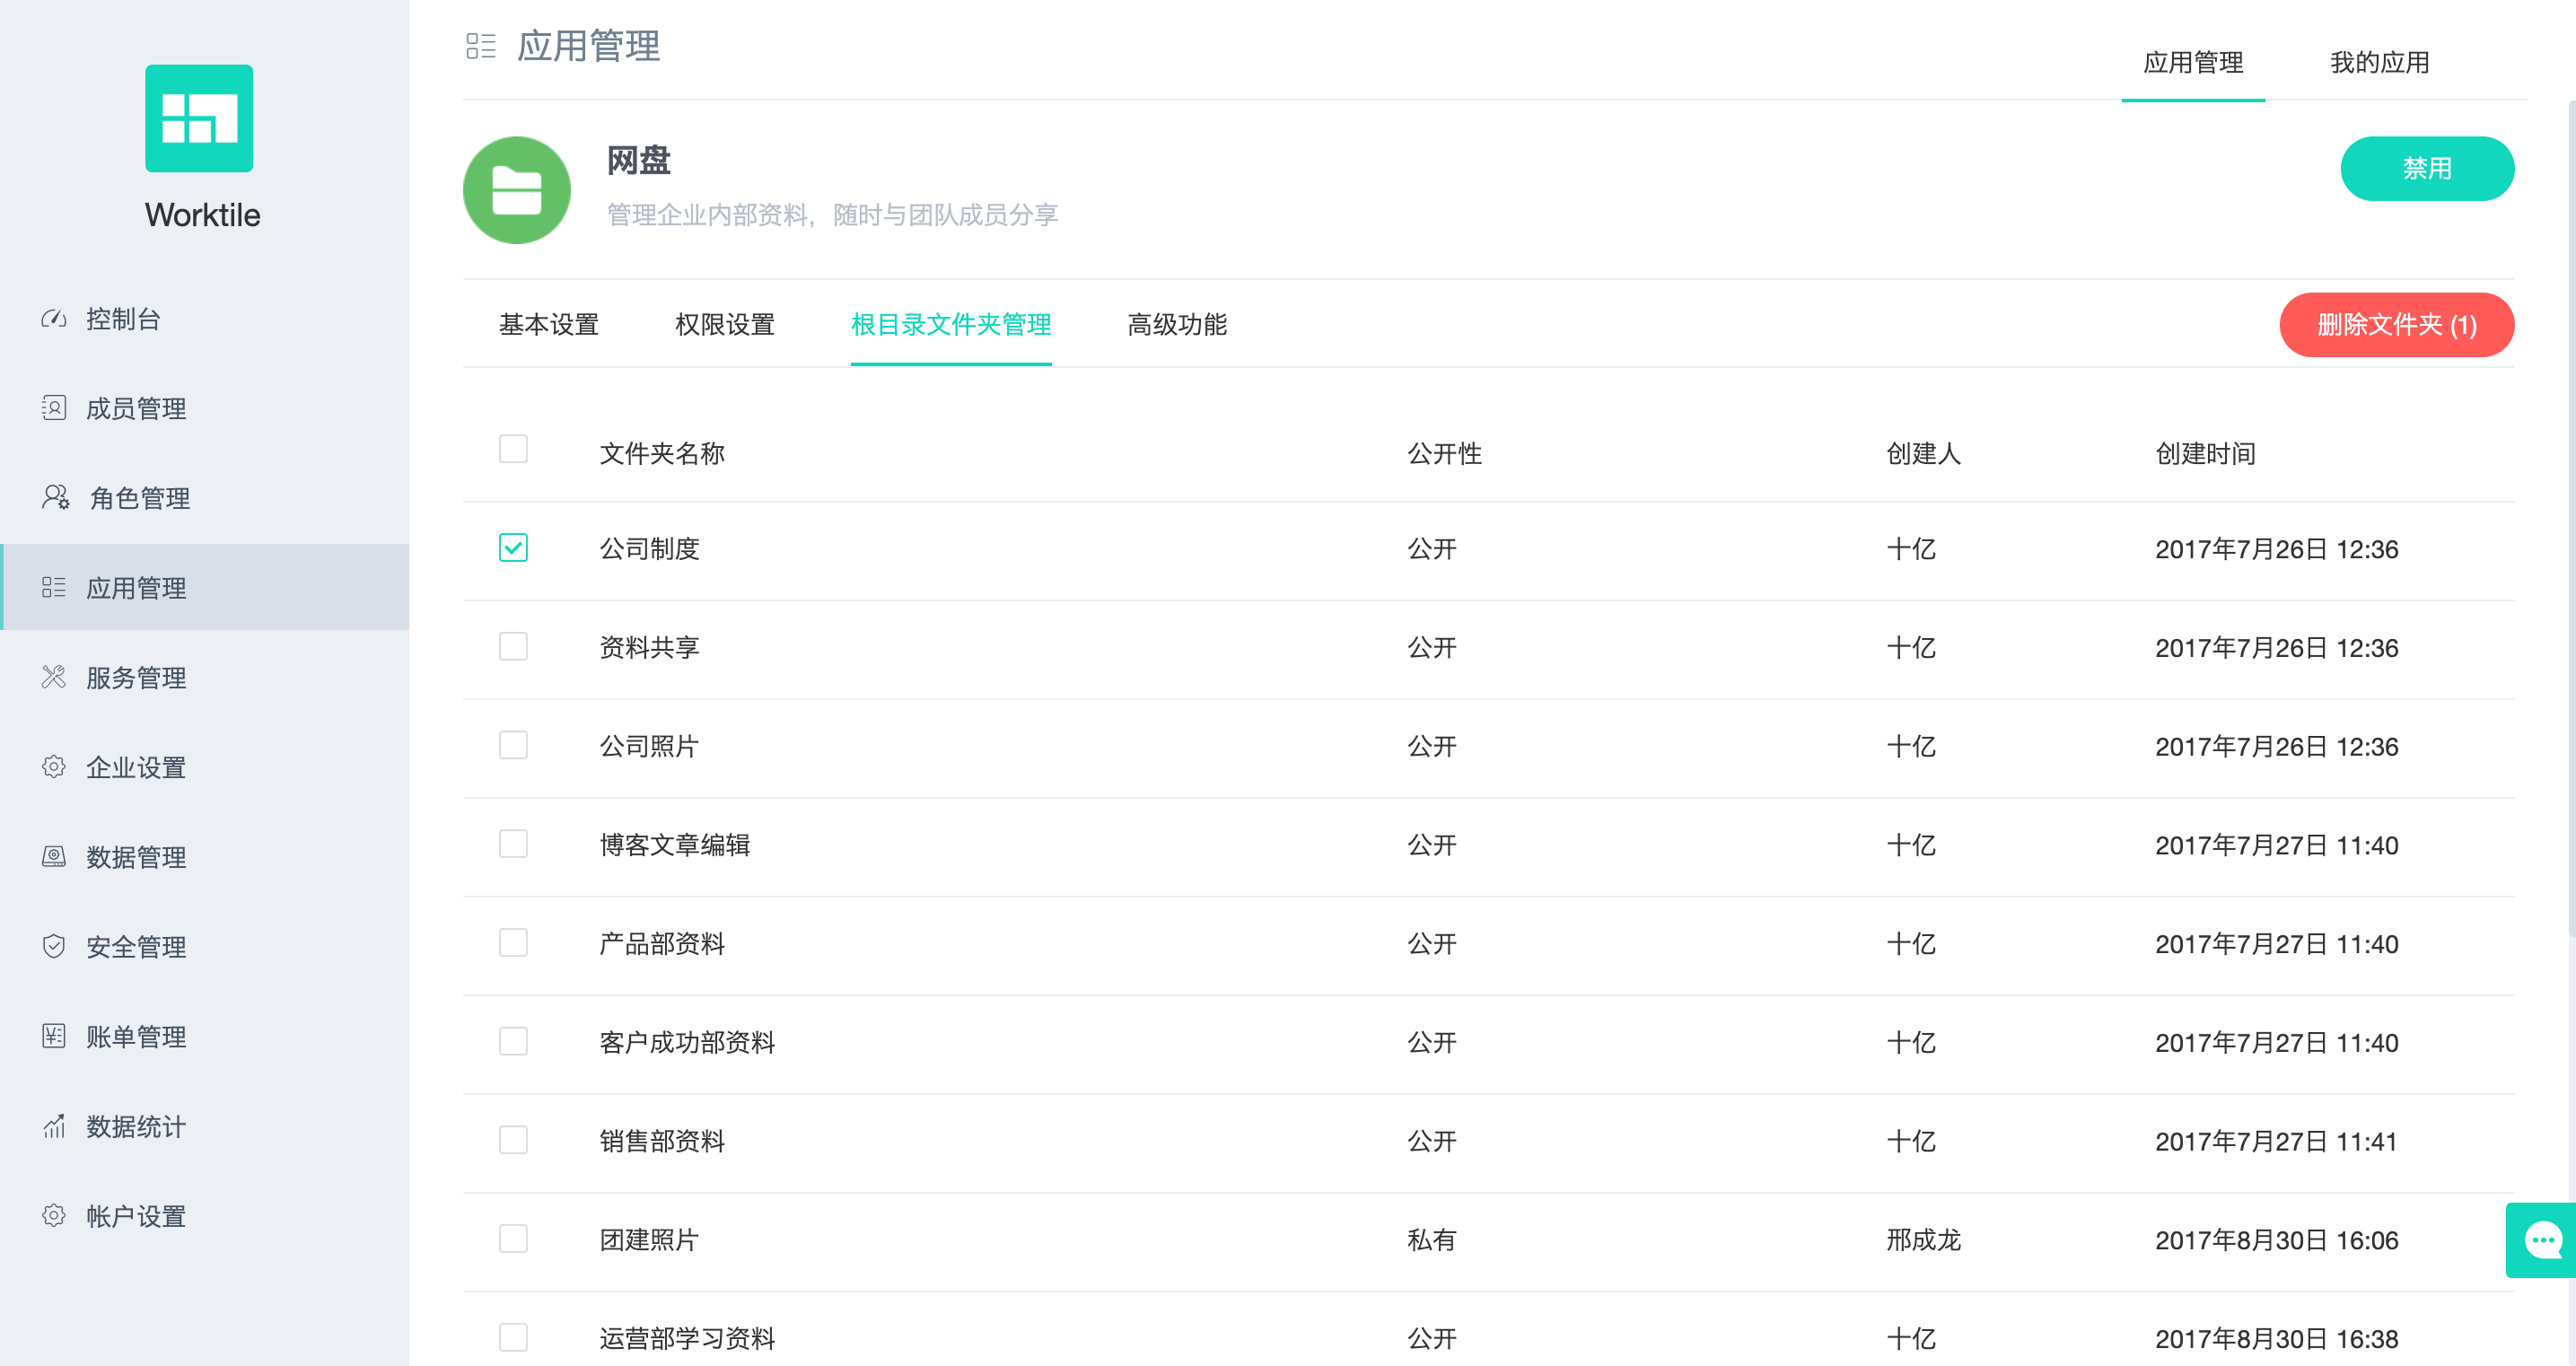 Worktile
控制台
成员管理
角色管理
应用管理
服务管理
企业设置
数据管理
安全管理
账单管理
数据统计
帐户设置
应用管理
应用管理 我的应用
网盘
管理企业内部资料，随时与团队成员分享
禁用
基本设置 权限设置 根目录文件夹管理 高级功能
删除文件夹 (1)
文件夹名称 公开性 创建人 创建时间
公司制度 公开 十亿 2017年7月26日 12:36
资料共享 公开 十亿 2017年7月26日 12:36
公司照片 公开 十亿 2017年7月26日 12:36
博客文章编辑 公开 十亿 2017年7月27日 11:40
产品部资料 公开 十亿 2017年7月27日 11:40
客户成功部资料 公开 十亿 2017年7月27日 11:40
销售部资料 公开 十亿 2017年7月27日 11:41
团建照片 私有 邢成龙 2017年8月30日 16:06
运营部学习资料 公开 十亿 2017年8月30日 16:38